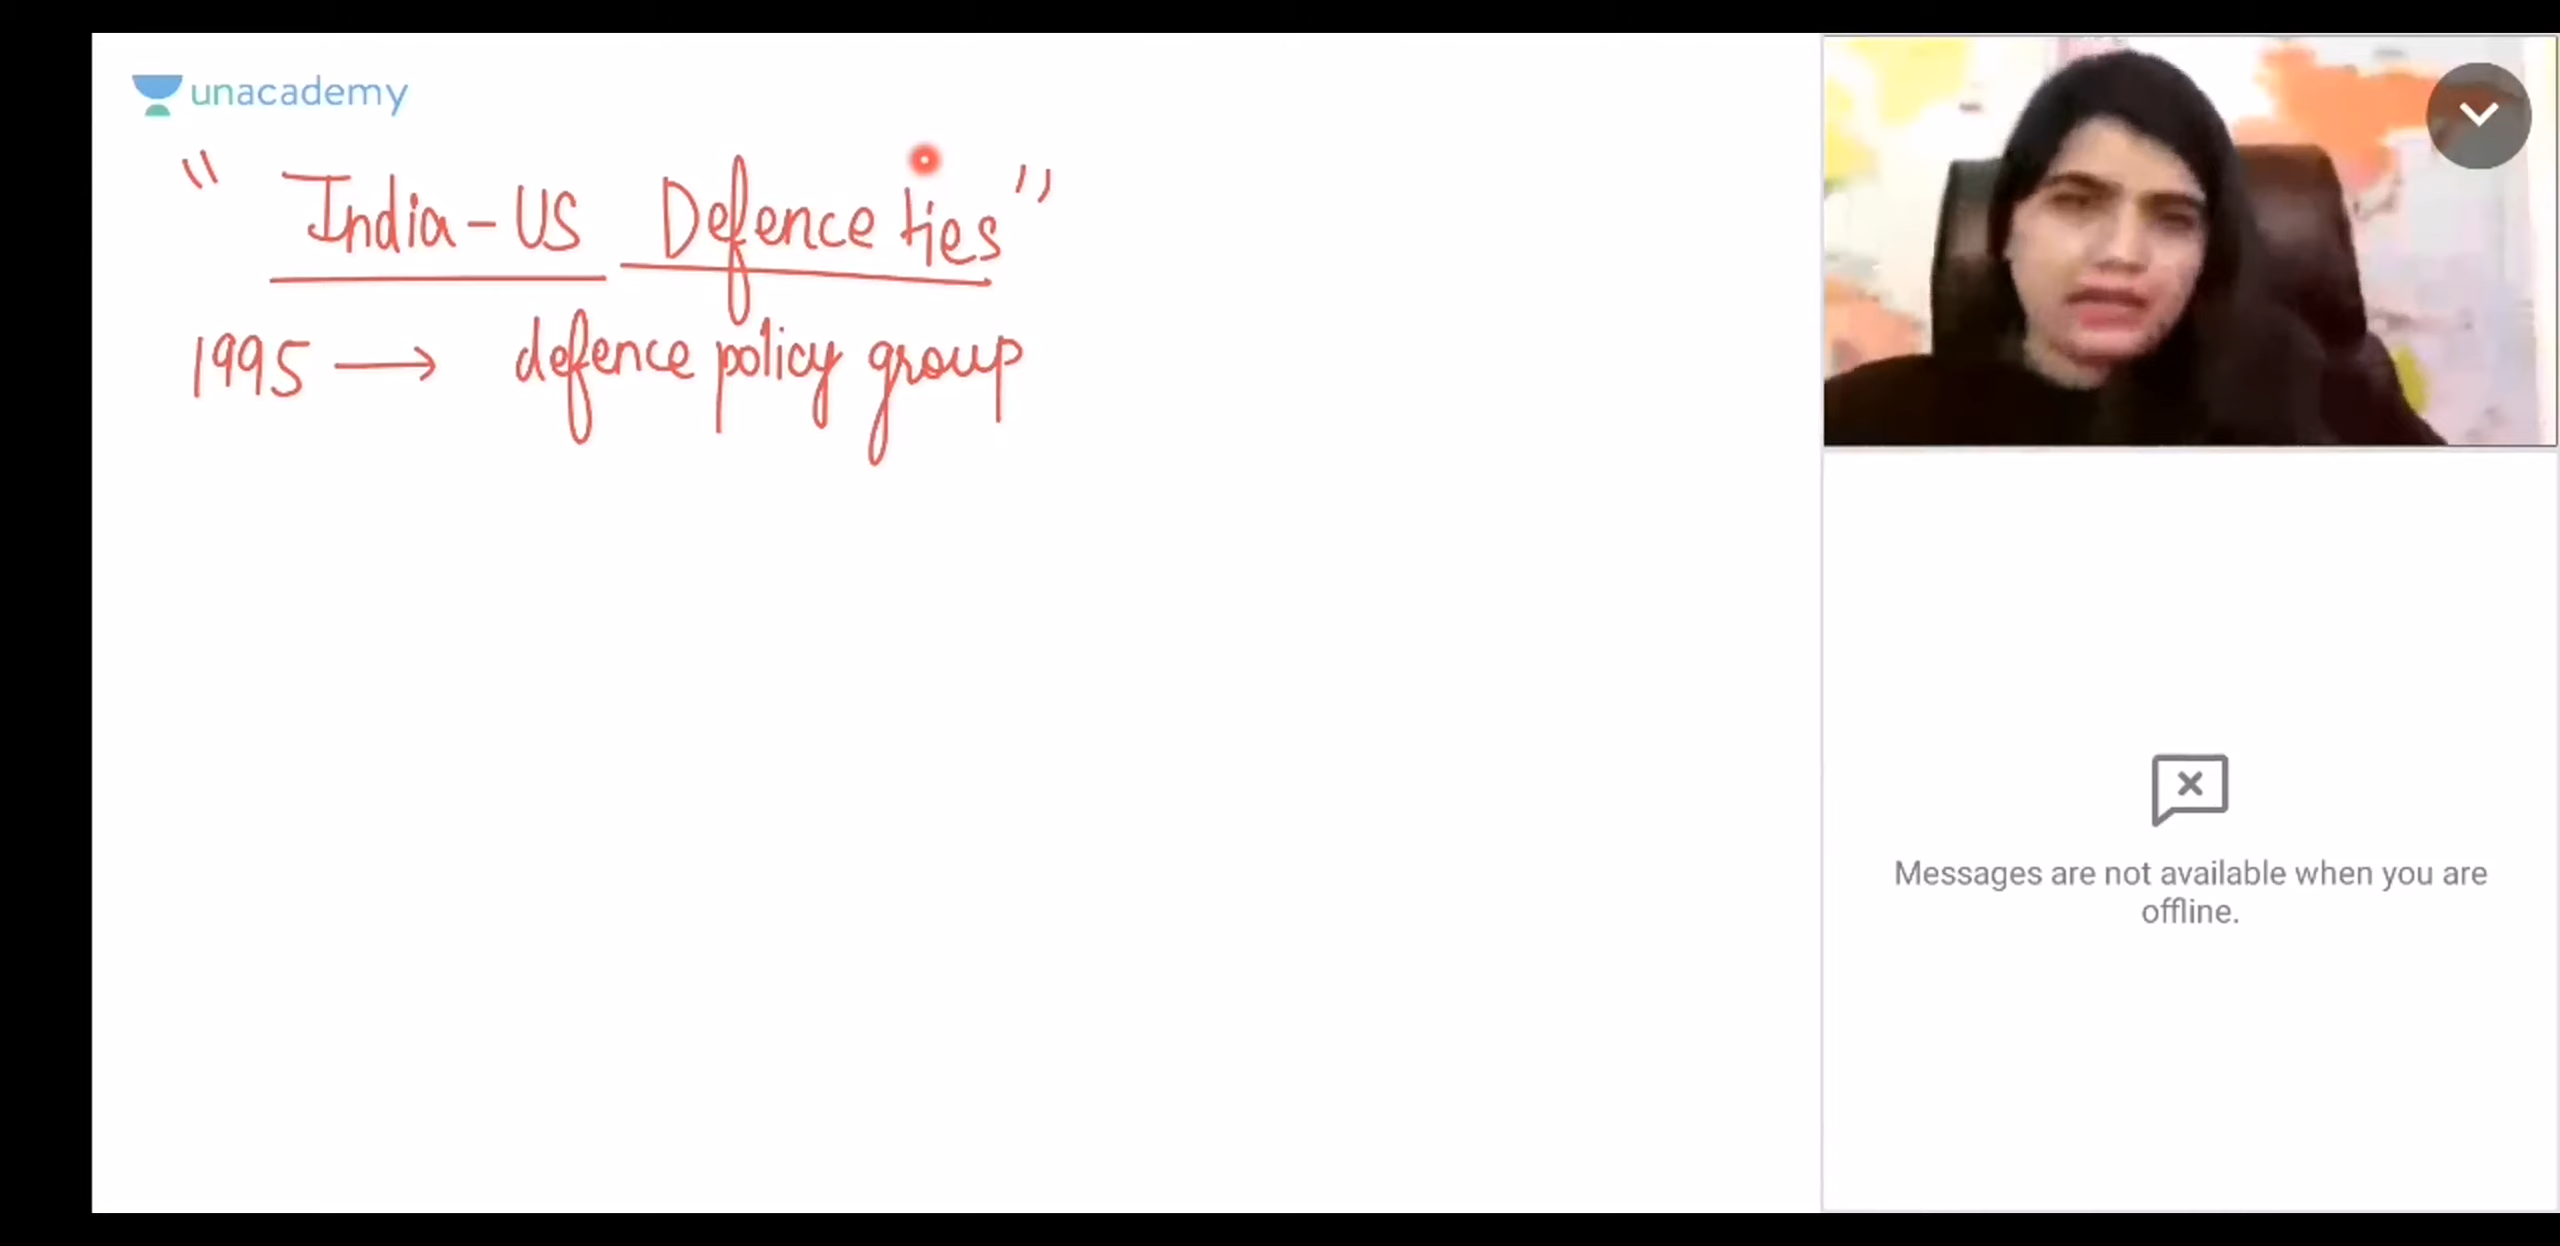 unacademy
" India - US Defence ties "
1995 → defence policy group
Messages are not available when you are
offline.